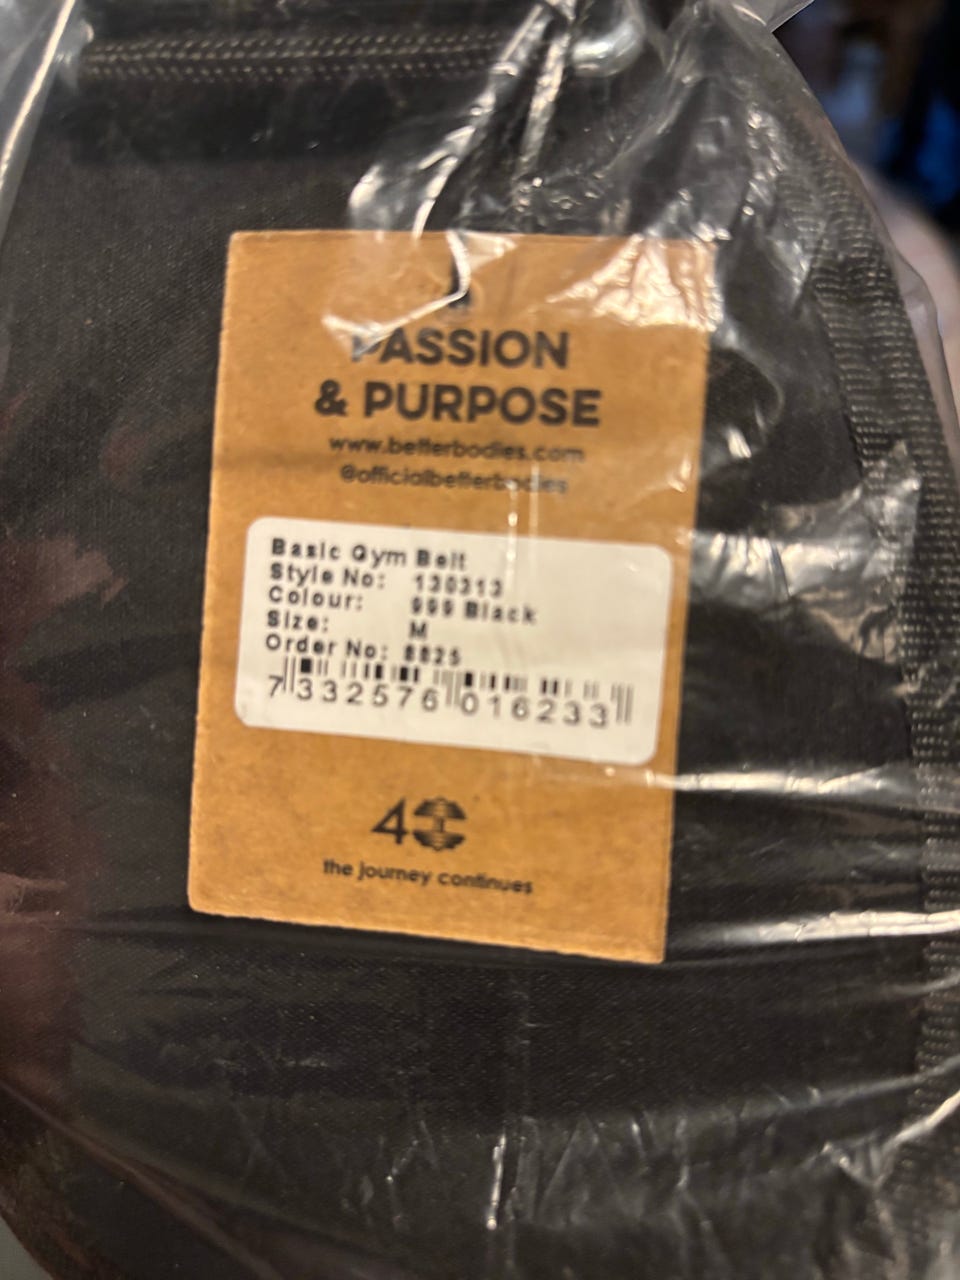 PASSION
& PURPOSE
www.betterbodies.com
@officialbetterbodies
Basic Gym Belt
Style No: 130313
Colour: 999 Black
Size: M
Order No: 8825
7 332576 016233
40
the journey continues